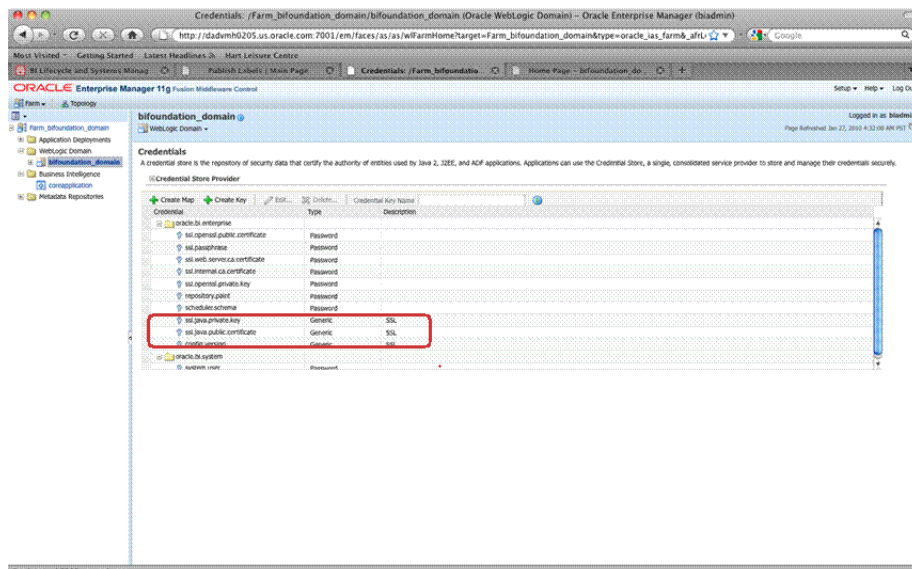 Credentials: /Farm_bifoundation_domain/bifoundation_domain (Oracle WebLogic Domain) – Oracle Enterprise Manager (biadmin)
http://dadvmh0205.us.oracle.com:7001/em/faces/as/as/wlFarmHome?target=Farm_bifoundation_domain&type=oracle_ias_farm&_afrL Google
Most Visited Getting Started Latest Headlines Hart Leisure Centre
BI Lifecycle and Systems Manag... Publish Labels | Main Page Credentials: /Farm_bifoundatio... Home Page - bifoundation_do... +
ORACLE Enterprise Manager 11g Fusion Middleware Control Setup Help Log Ou
Farm Topology
bifoundation_domain Logged in as biadmi
WebLogic Domain Page Refreshed Jan 27, 2010 4:32:00 AM PST
Farm_bifoundation_domain
Application Deployments
WebLogic Domain
bifoundation_domain
Business Intelligence
coreapplication
Metadata Repositories
Credentials
A credential store is the repository of security data that certify the authority of entities used by Java 2, J2EE, and ADF applications. Applications can use the Credential Store, a single, consolidated service provider to store and manage their credentials securely.
Credential Store Provider
Create Map Create Key Edit... Delete... Credential Key Name
Credential Type Description
oracle.bi.enterprise
ssl.openssl.public.certificate Password
ssl.passphrase Password
ssl.web.server.ca.certificate Password
ssl.internal.ca.certificate Password
ssl.openssl.private.key Password
repository.paint Password
scheduler.schema Password
ssl.java.private.key Generic SSL
ssl.java.public.certificate Generic SSL
config.version Generic SSL
oracle.bi.system
system.user Password